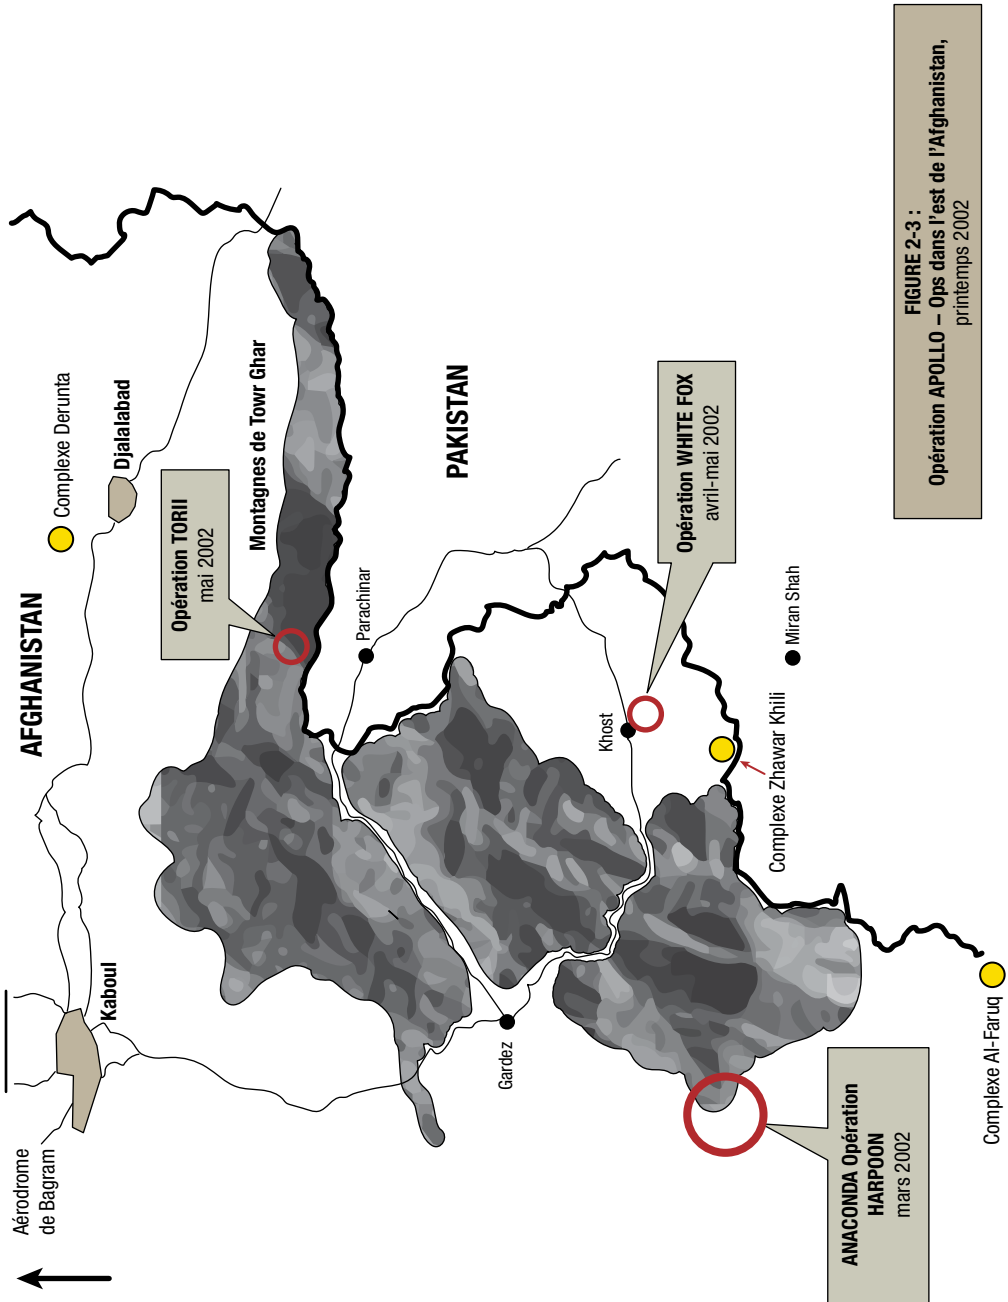 Aérodrome
de Bagram
Kaboul
AFGHANISTAN
Complexe Derunta
Djalalabad
Opération TORII
mai 2002
Montagnes de Towr Ghar
Parachinar
PAKISTAN
Gardez
Khost
Opération WHITE FOX
avril-mai 2002
Miran Shah
Complexe Zhawar Khili
ANACONDA Opération
HARPOON
mars 2002
Complexe Al-Faruq
FIGURE 2-3 :
Opération APOLLO – Ops dans l'est de l'Afghanistan,
printemps 2002